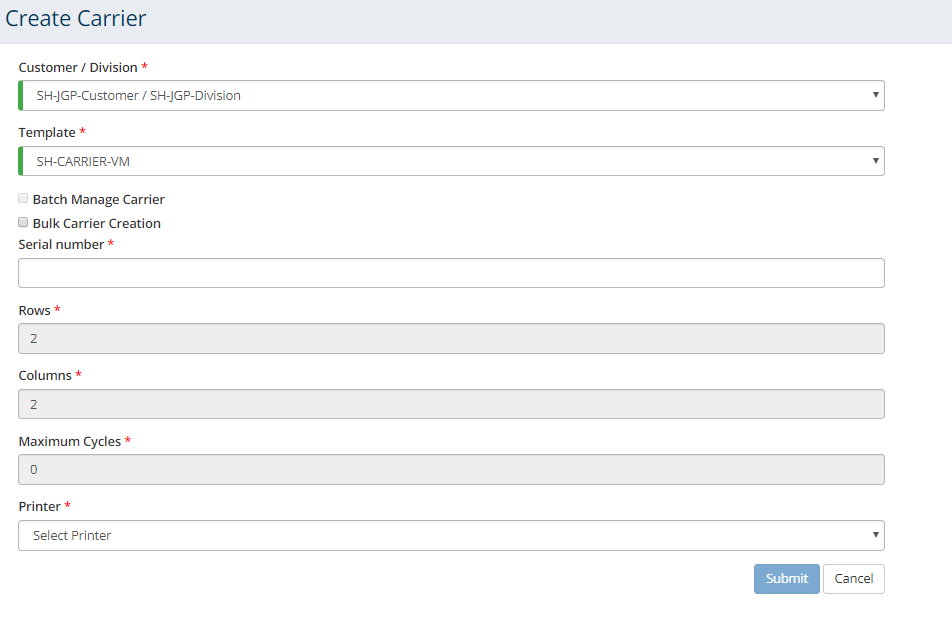 Create Carrier
Customer / Division *
SH-JGP-Customer / SH-JGP-Division
Template *
SH-CARRIER-VM
Batch Manage Carrier
Bulk Carrier Creation
Serial number *
Rows *
2
Columns *
2
Maximum Cycles *
0
Printer *
Select Printer
Submit Cancel